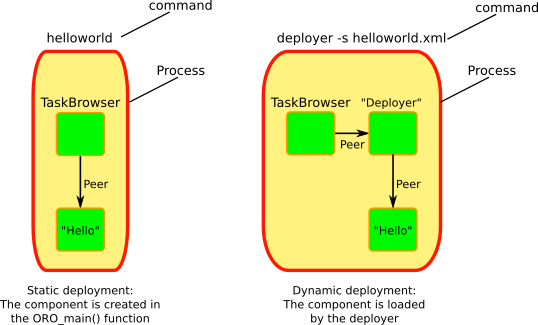 command
helloworld
Process
TaskBrowser
Peer
"Hello"
Static deployment:
The component is created in
the ORO_main() function
command
deployer -s helloworld.xml
Process
TaskBrowser
"Deployer"
Peer
Peer
"Hello"
Dynamic deployment:
The component is loaded
by the deployer